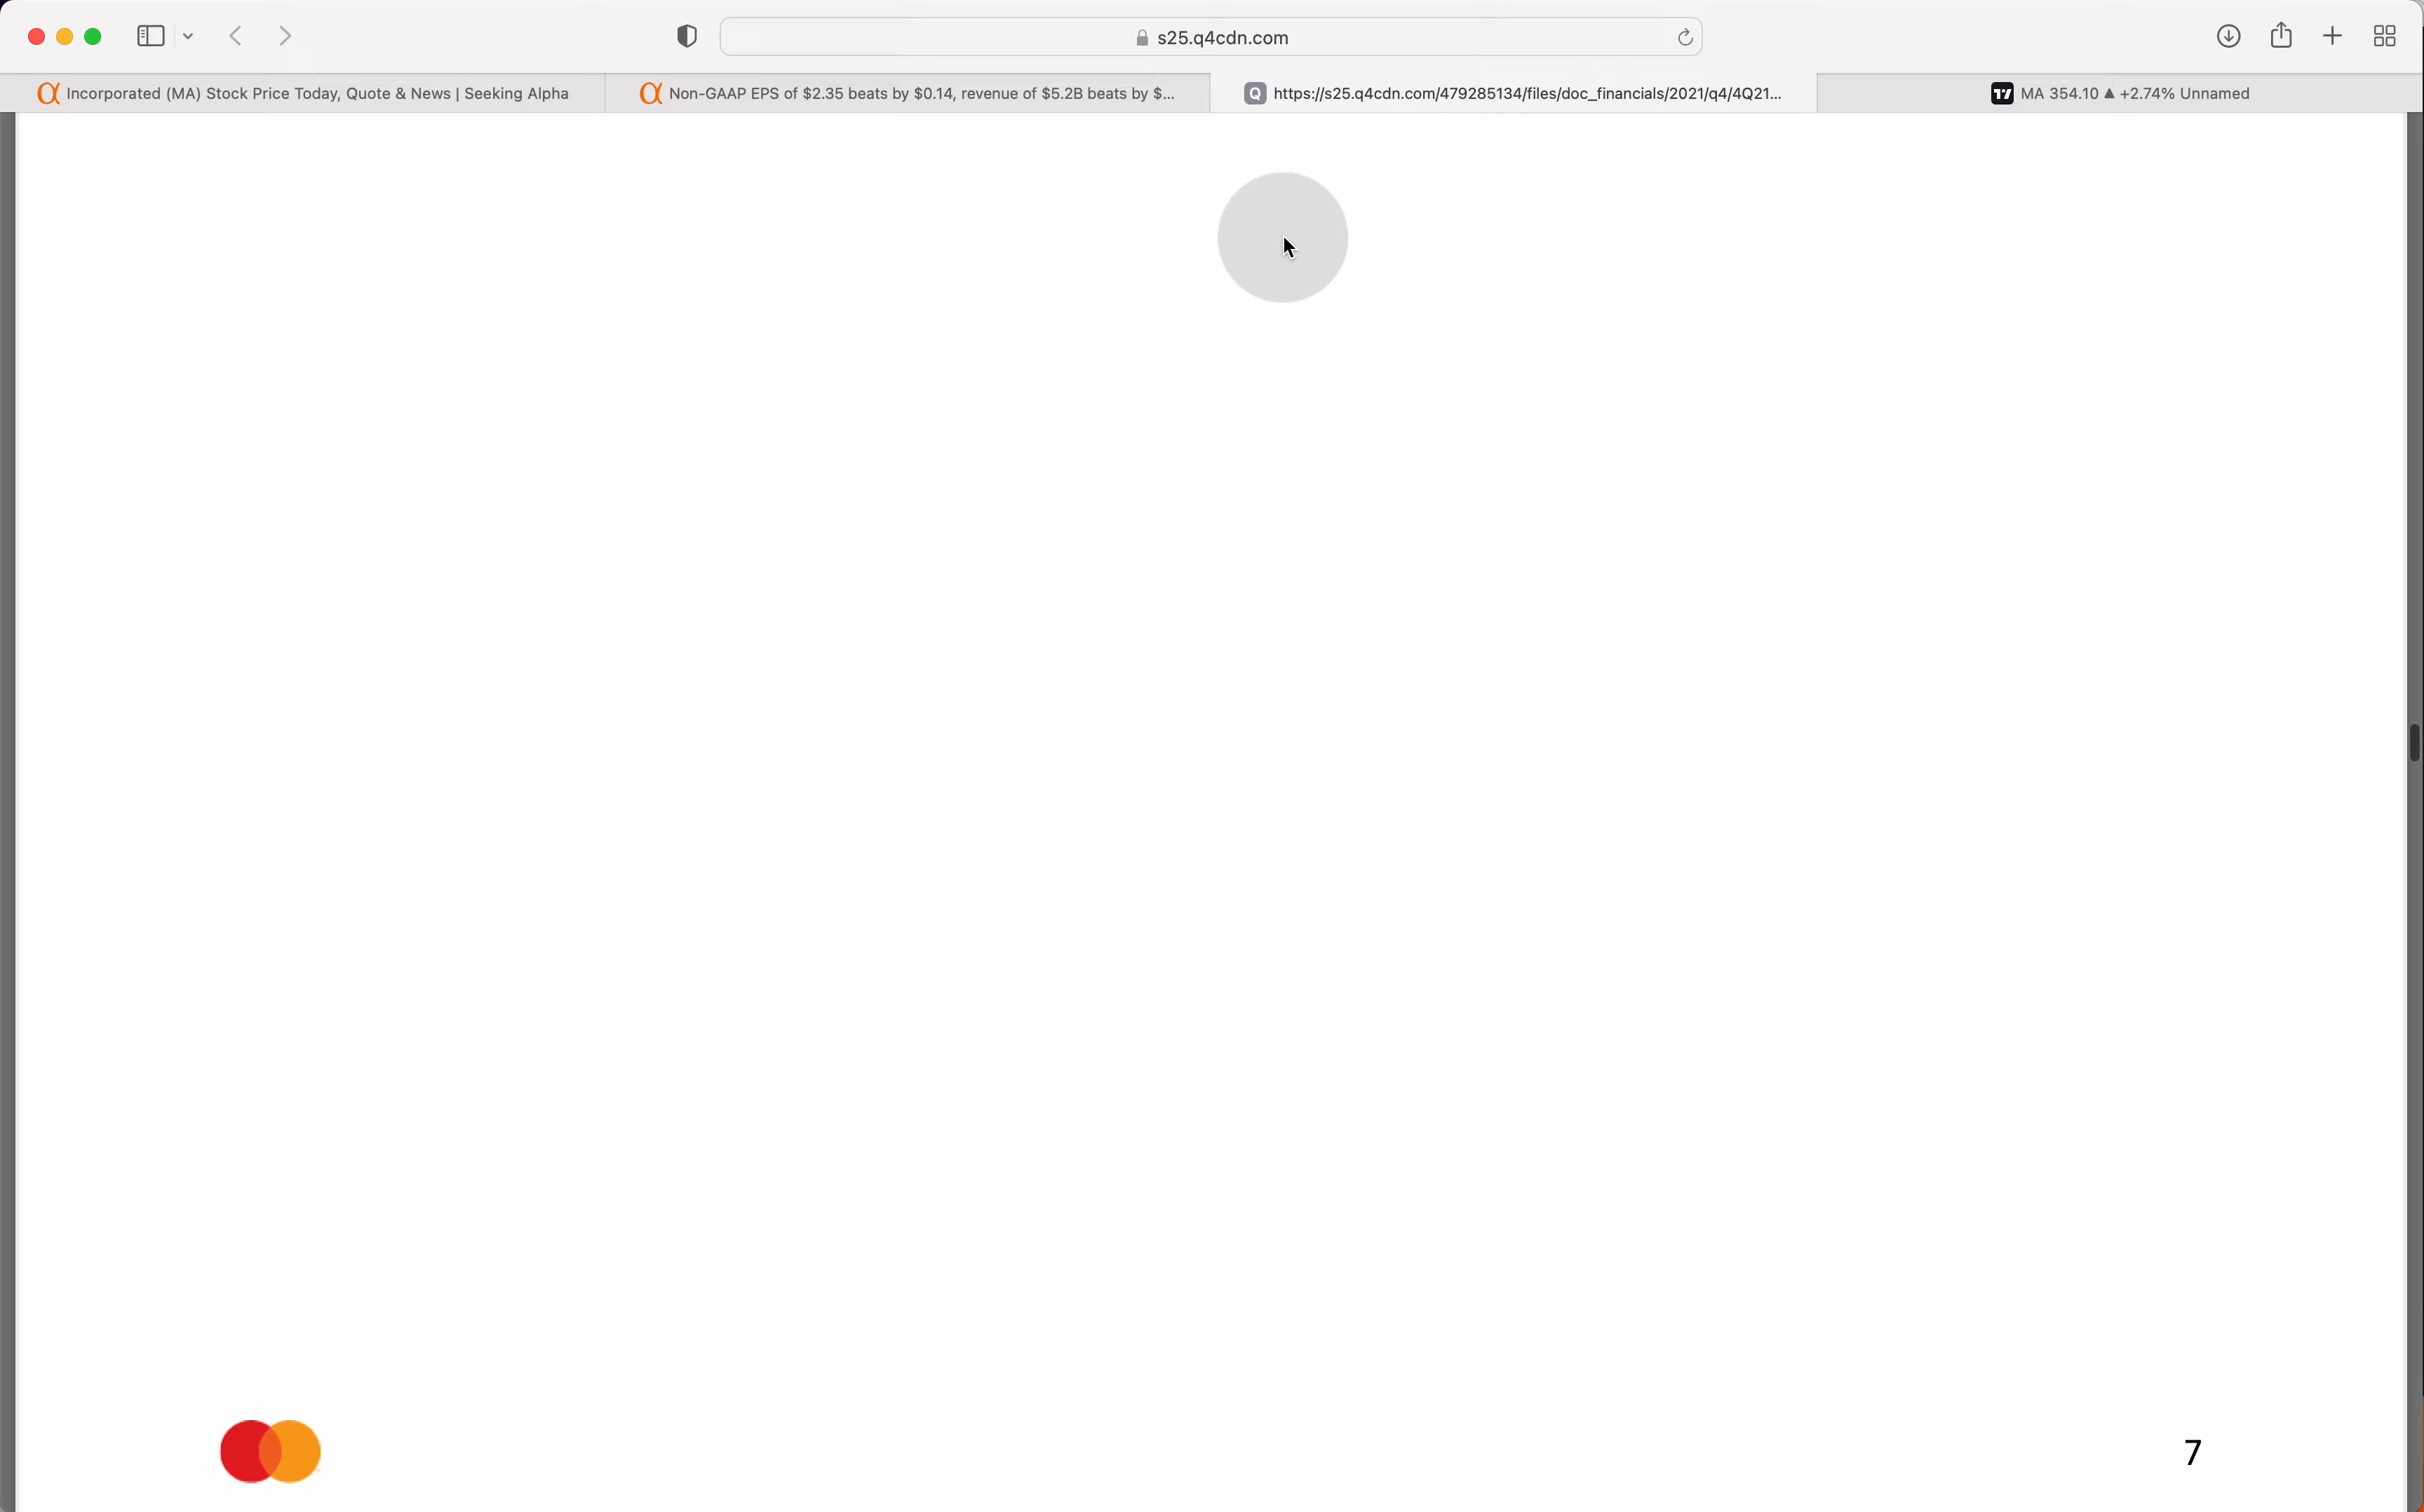 s25.q4cdn.com
Incorporated (MA) Stock Price Today, Quote & News | Seeking Alpha
Non-GAAP EPS of $2.35 beats by $0.14, revenue of $5.2B beats by $...
Q https://s25.q4cdn.com/479285134/files/doc_financials/2021/q4/4Q21...
MA 354.10 ▲ +2.74% Unnamed
7